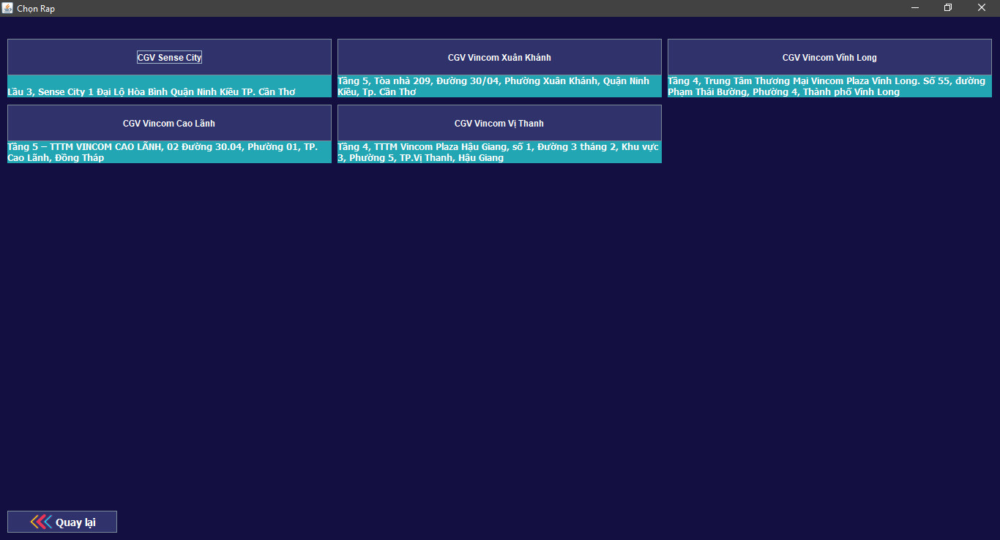 Chọn Rap
CGV Sense City
Lầu 3, Sense City 1 Đại Lộ Hòa Bình Quận Ninh Kiều TP. Cần Thơ
CGV Vincom Xuân Khánh
Tầng 5, Tòa nhà 209, Đường 30/04, Phường Xuân Khánh, Quận Ninh
Kiều, Tp. Cần Thơ
CGV Vincom Vĩnh Long
Tầng 4, Trung Tâm Thương Mại Vincom Plaza Vĩnh Long. Số 55, đường
Phạm Thái Bường, Phường 4, Thành phố Vĩnh Long
CGV Vincom Cao Lãnh
Tầng 5 – TTTM VINCOM CAO LÃNH, 02 Đường 30.04, Phường 01, TP.
Cao Lãnh, Đồng Tháp
CGV Vincom Vị Thanh
Tầng 4, TTTM Vincom Plaza Hậu Giang, số 1, Đường 3 tháng 2, Khu vực
3, Phường 5, TP.Vị Thanh, Hậu Giang
Quay lại